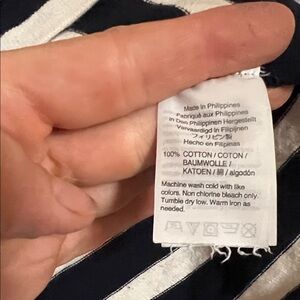 Made in Philippines
Fabriqué aux Philippines
In Den Philippinen Hergestellt
Vervaardigd in Filipijnen
フィリピン製
Hecho en Filipinas
100% COTTON / COTON /
BAUMWOLLE /
KATOEN / 綿 / algodón
Machine wash cold with like
colors. Non chlorine bleach only.
Tumble dry low. Warm iron as
needed.